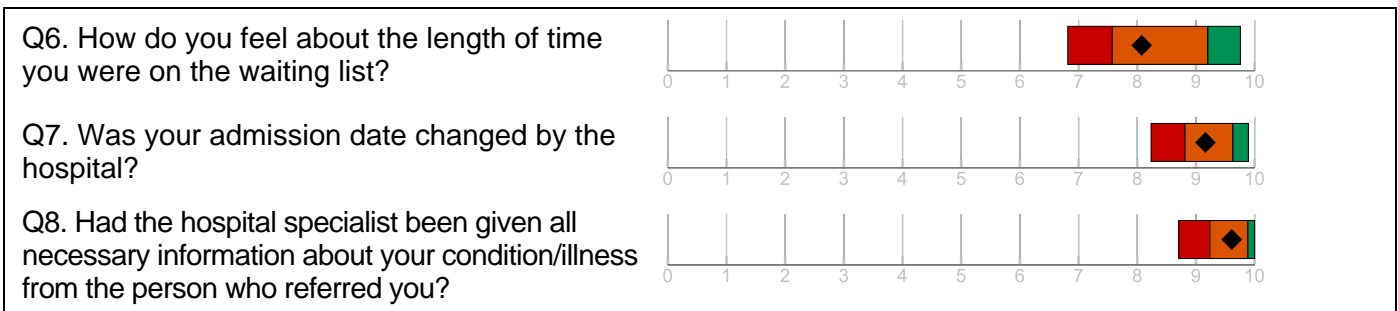 Q6. How do you feel about the length of time
you were on the waiting list?
0 1 2 3 4 5 6 7 8 9 10
Q7. Was your admission date changed by the
hospital?
0 1 2 3 4 5 6 7 8 9 10
Q8. Had the hospital specialist been given all
necessary information about your condition/illness
from the person who referred you?
0 1 2 3 4 5 6 7 8 9 10